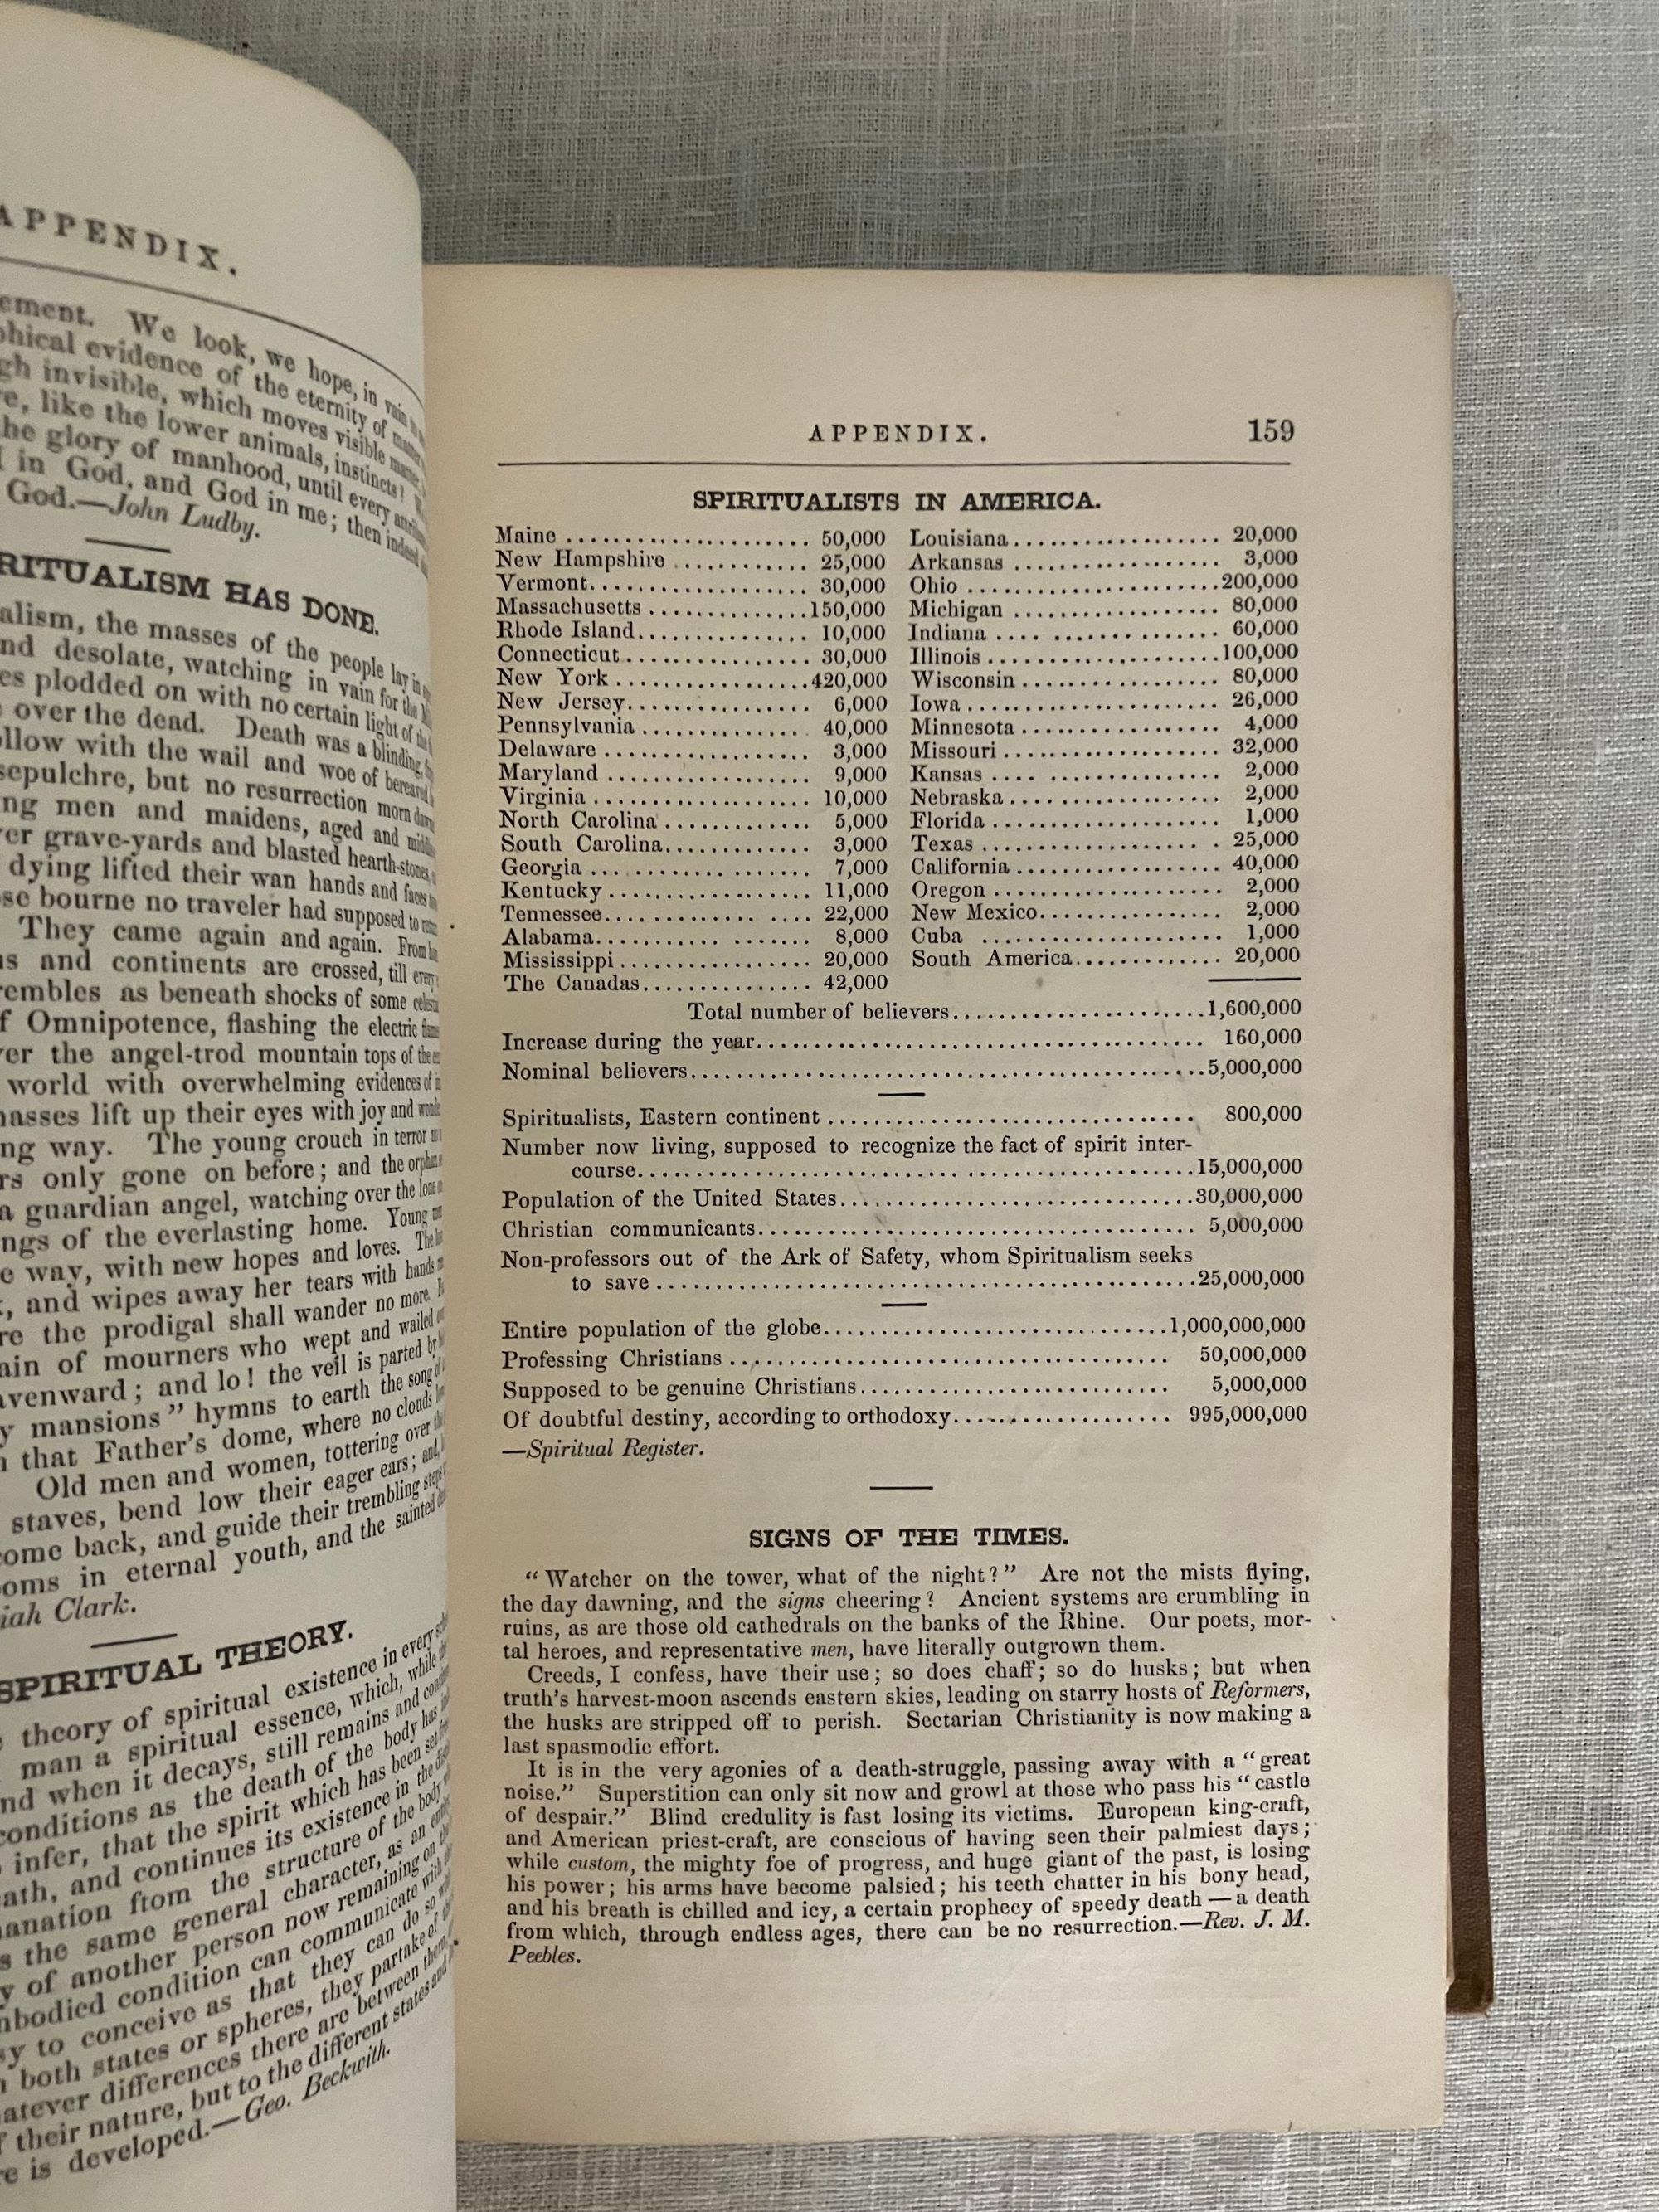 APPENDIX.
ement. We look, we hope, in vain
phical evidence of the eternity of
gh invisible, which moves visible
e, like the lower animals, instincts!
the glory of manhood, until every
in God, and God in me; then indeed
God.—John Ludby.
RITUALISM HAS DONE.
alism, the masses of the people lay in
nd desolate, watching in vain for the
es plodded on with no certain light of the
over the dead. Death was a blinding,
llow with the wail and woe of bereaved
sepulchre, but no resurrection morn
ng men and maidens, aged and
er grave-yards and blasted hearth-stones,
dying lifted their wan hands and faces
se bourne no traveler had supposed to
They came again and again. From
s and continents are crossed, till every
rembles as beneath shocks of some
f Omnipotence, flashing the electric
er the angel-trod mountain tops of the
world with overwhelming evidences of
asses lift up their eyes with joy and
ng way. The young crouch in terror
rs only gone on before; and the orphan
a guardian angel, watching over the
ngs of the everlasting home. Young
e way, with new hopes and loves. The
, and wipes away her tears with hands
re the prodigal shall wander no more.
ain of mourners who wept and wailed
avenward; and lo! the veil is parted by
y mansions" hymns to earth the song of
that Father's dome, where no clouds
Old men and women, tottering over
staves, bend low their eager ears; and,
ome back, and guide their trembling steps
oms in eternal youth, and the sainted
iah Clark.
SPIRITUAL THEORY.
theory of spiritual existence in every
man a spiritual essence, which, while
nd when it decays, still remains and
conditions as the death of the body has
infer, that the spirit which has been set
ath, and continues its existence in the
anation from the structure of the body
s the same general character, as an
y of another person now remaining on
mbodied condition can communicate with
sy to conceive as that they can do so
both states or spheres, they partake of
atever differences there are between them
f their nature, but to the different states and
e is developed.—Geo. Beckwith.
APPENDIX. 159
SPIRITUALISTS IN AMERICA.
Maine ..................... 50,000 Louisiana................... 20,000
New Hampshire ............ 25,000 Arkansas ................... 3,000
Vermont.................... 30,000 Ohio .......................200,000
Massachusetts ..............150,000 Michigan ................... 80,000
Rhode Island................ 10,000 Indiana .... .............. 60,000
Connecticut................. 30,000 Illinois .....................100,000
New York ..................420,000 Wisconsin .................. 80,000
New Jersey.................. 6,000 Iowa ....................... 26,000
Pennsylvania ............... 40,000 Minnesota .................. 4,000
Delaware ................... 3,000 Missouri .................... 32,000
Maryland ................... 9,000 Kansas .... ............... 2,000
Virginia .................... 10,000 Nebraska ................... 2,000
North Carolina .............. 5,000 Florida ..................... 1,000
South Carolina.............. 3,000 Texas ...................... 25,000
Georgia ... ................. 7,000 California ................... 40,000
Kentucky ................... 11,000 Oregon ..................... 2,000
Tennessee.............. .... 22,000 New Mexico................ 2,000
Alabama........... ....... 8,000 Cuba ...................... 1,000
Mississippi .................. 20,000 South America............. 20,000
The Canadas................ 42,000
Total number of believers......................1,600,000
Increase during the year...................................... 160,000
Nominal believers............................................5,000,000
Spiritualists, Eastern continent ................................ 800,000
Number now living, supposed to recognize the fact of spirit inter-
course................................................15,000,000
Population of the United States..............................30,000,000
Christian communicants...................................... 5,000,000
Non-professors out of the Ark of Safety, whom Spiritualism seeks
to save ..............................................25,000,000
Entire population of the globe.............................1,000,000,000
Professing Christians ...................................... 50,000,000
Supposed to be genuine Christians.......................... 5,000,000
Of doubtful destiny, according to orthodoxy.................. 995,000,000
—Spiritual Register.
SIGNS OF THE TIMES.
"Watcher on the tower, what of the night?" Are not the mists flying,
the day dawning, and the signs cheering? Ancient systems are crumbling in
ruins, as are those old cathedrals on the banks of the Rhine. Our poets, mor-
tal heroes, and representative men, have literally outgrown them.
Creeds, I confess, have their use; so does chaff; so do husks; but when
truth's harvest-moon ascends eastern skies, leading on starry hosts of Reformers,
the husks are stripped off to perish. Sectarian Christianity is now making a
last spasmodic effort.
It is in the very agonies of a death-struggle, passing away with a "great
noise." Superstition can only sit now and growl at those who pass his "castle
of despair." Blind credulity is fast losing its victims. European king-craft,
and American priest-craft, are conscious of having seen their palmiest days;
while custom, the mighty foe of progress, and huge giant of the past, is losing
his power; his arms have become palsied; his teeth chatter in his bony head,
and his breath is chilled and icy, a certain prophecy of speedy death — a death
from which, through endless ages, there can be no resurrection.—Rev. J. M.
Peebles.